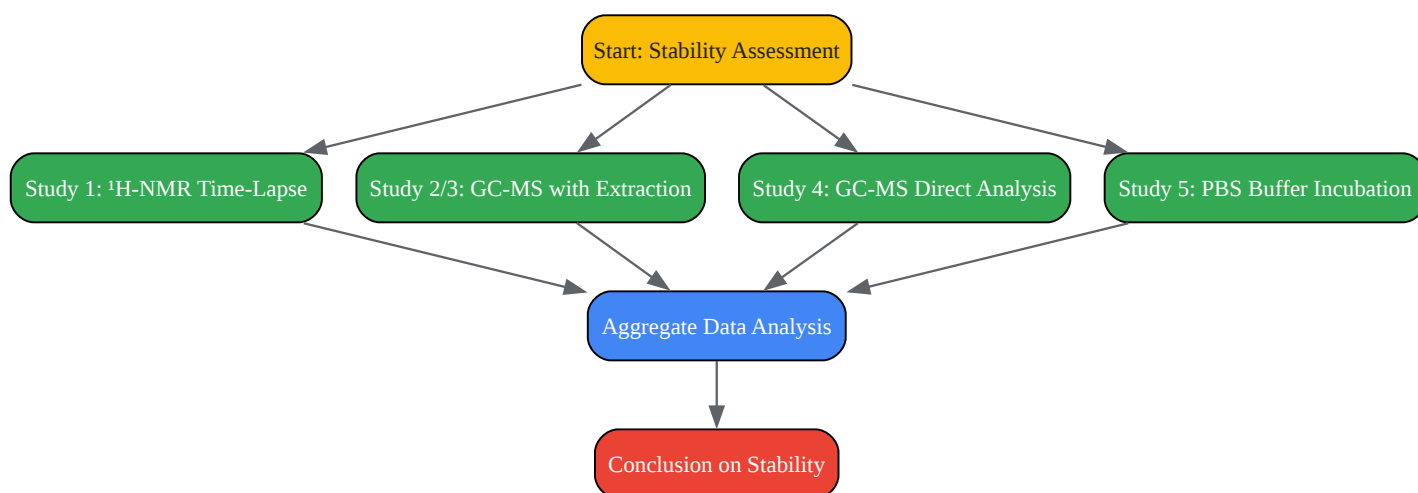 Start: Stability Assessment
Study 1: ¹H-NMR Time-Lapse
Study 2/3: GC-MS with Extraction
Study 4: GC-MS Direct Analysis
Study 5: PBS Buffer Incubation
Aggregate Data Analysis
Conclusion on Stability